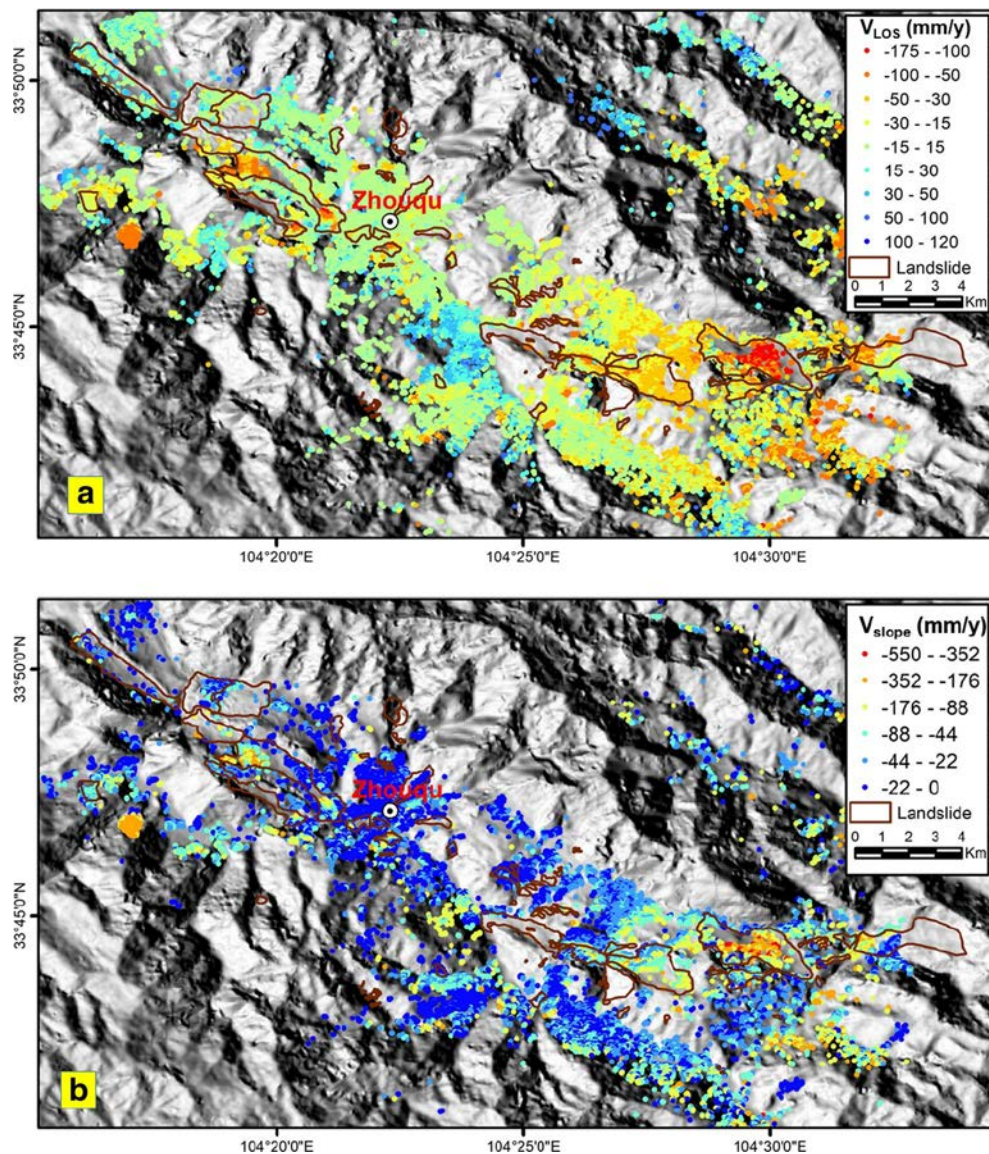 V_LOS (mm/y)
-175 - -100
-100 - -50
-50 - -30
-30 - -15
-15 - 15
15 - 30
30 - 50
50 - 100
100 - 120
Landslide
0 1 2 3 4
Km
33°50'0"N
Zhouqu
33°45'0"N
a
104°20'0"E 104°25'0"E 104°30'0"E
V_slope (mm/y)
-550 - -352
-352 - -176
-176 - -88
-88 - -44
-44 - -22
-22 - 0
Landslide
0 1 2 3 4
Km
33°50'0"N
Zhouqu
33°45'0"N
b
104°20'0"E 104°25'0"E 104°30'0"E